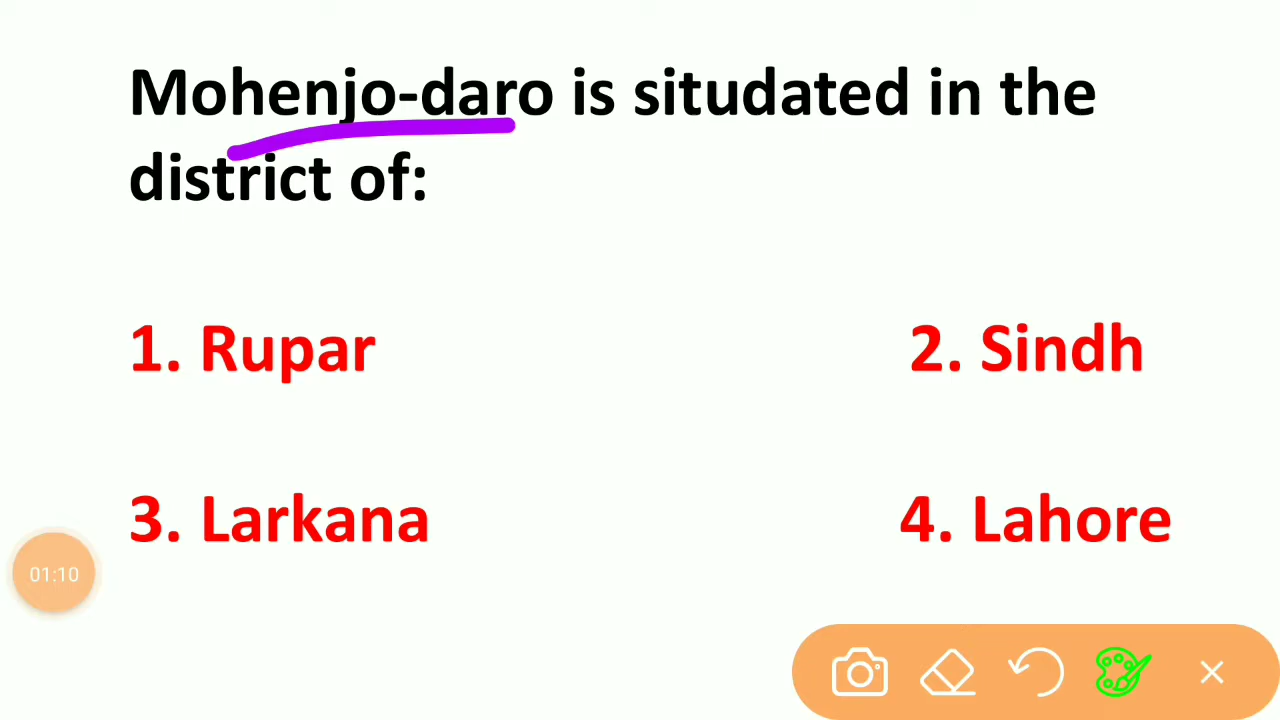 Mohenjo-daro is situdated in the
district of:
1. Rupar 2. Sindh
3. Larkana 4. Lahore
01:10